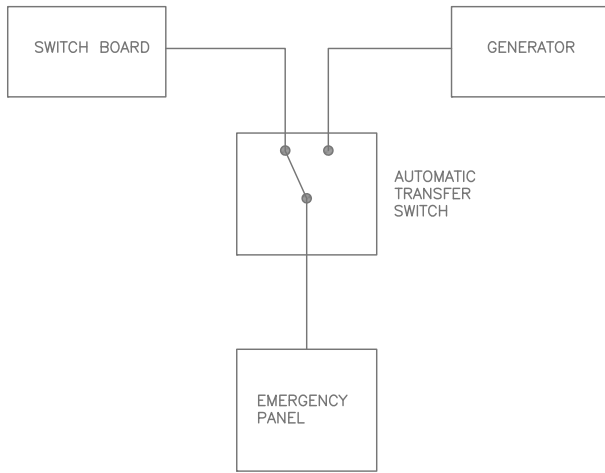 SWITCH BOARD
GENERATOR
AUTOMATIC
TRANSFER
SWITCH
EMERGENCY
PANEL